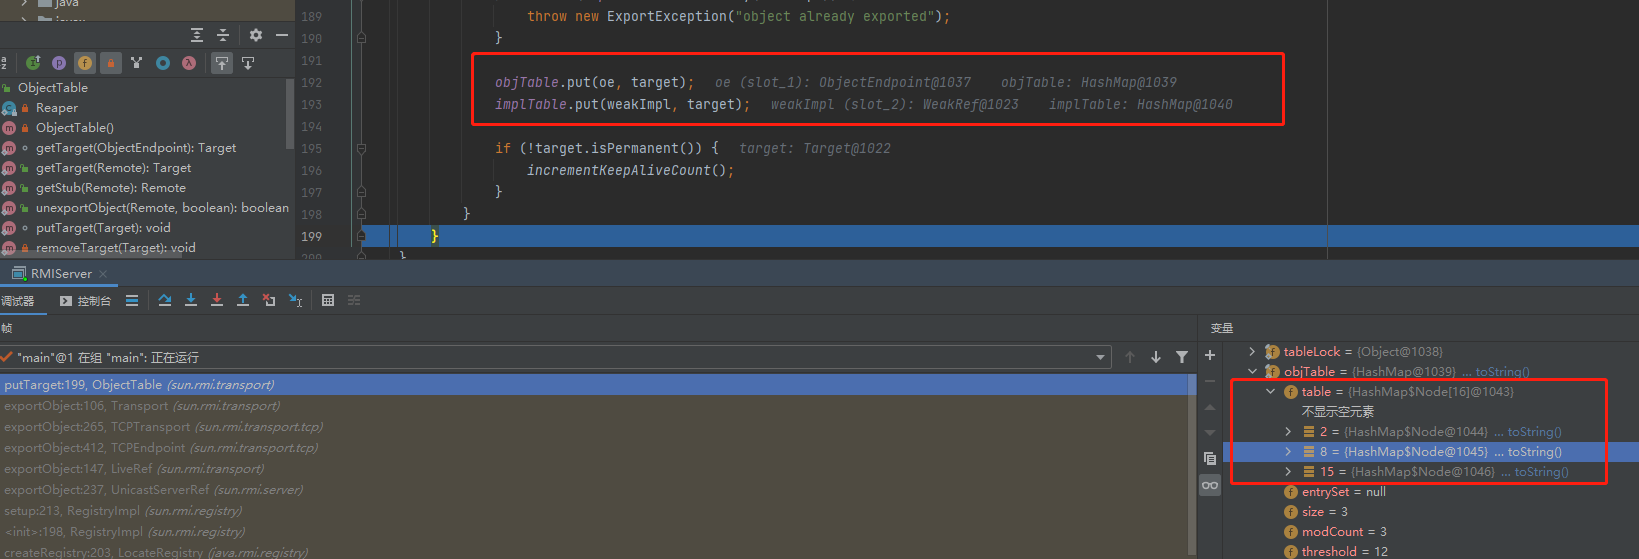 java
javax
ObjectTable
Reaper
ObjectTable()
getTarget(ObjectEndpoint): Target
getTarget(Remote): Target
getStub(Remote): Remote
unexportObject(Remote, boolean): boolean
putTarget(Target): void
removeTarget(Target): void
189 throw new ExportException("object already exported");
190 }
191
192 objTable.put(oe, target); oe (slot_1): ObjectEndpoint@1037 objTable: HashMap@1039
193 implTable.put(weakImpl, target); weakImpl (slot_2): WeakRef@1023 implTable: HashMap@1040
194
195 if (!target.isPermanent()) { target: Target@1022
196 incrementKeepAliveCount();
197 }
198 }
199 }
200 }
RMIServer
调试器 控制台
帧
"main"@1 在组 "main": 正在运行
putTarget:199, ObjectTable (sun.rmi.transport)
exportObject:106, Transport (sun.rmi.transport)
exportObject:265, TCPTransport (sun.rmi.transport.tcp)
exportObject:412, TCPEndpoint (sun.rmi.transport.tcp)
exportObject:147, LiveRef (sun.rmi.transport)
exportObject:237, UnicastServerRef (sun.rmi.server)
setup:213, RegistryImpl (sun.rmi.registry)
<init>:198, RegistryImpl (sun.rmi.registry)
createRegistry:203, LocateRegistry (java.rmi.registry)
变量
tableLock = {Object@1038}
objTable = {HashMap@1039} ... toString()
table = {HashMap$Node[16]@1043}
不显示空元素
2 = {HashMap$Node@1044} ... toString()
8 = {HashMap$Node@1045} ... toString()
15 = {HashMap$Node@1046} ... toString()
entrySet = null
size = 3
modCount = 3
threshold = 12